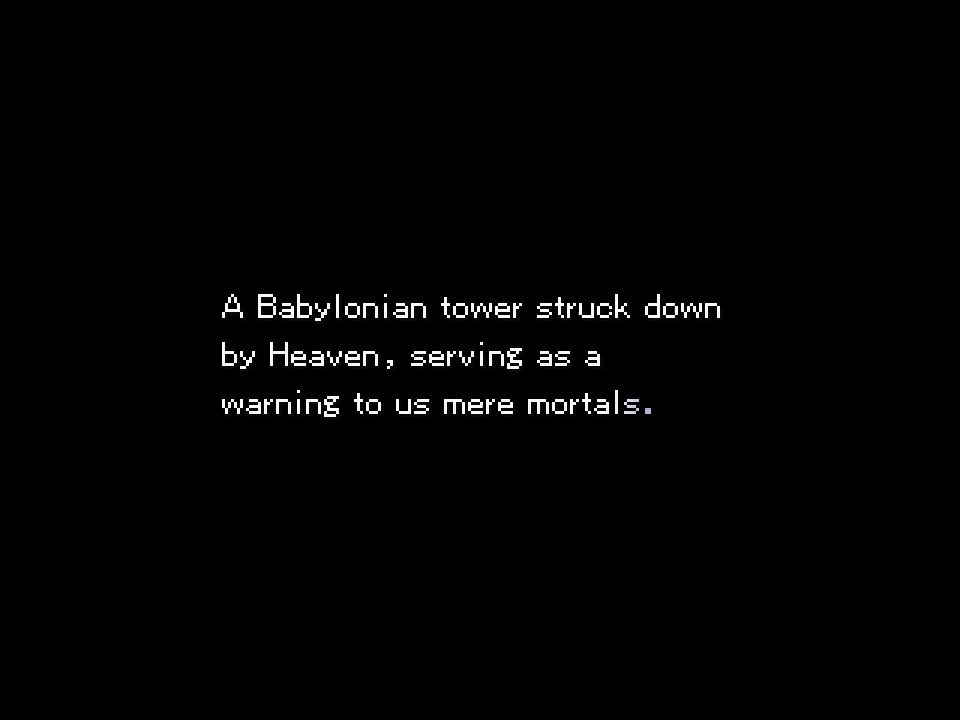 A Babylonian tower struck down
by Heaven, serving as a
warning to us mere mortals.